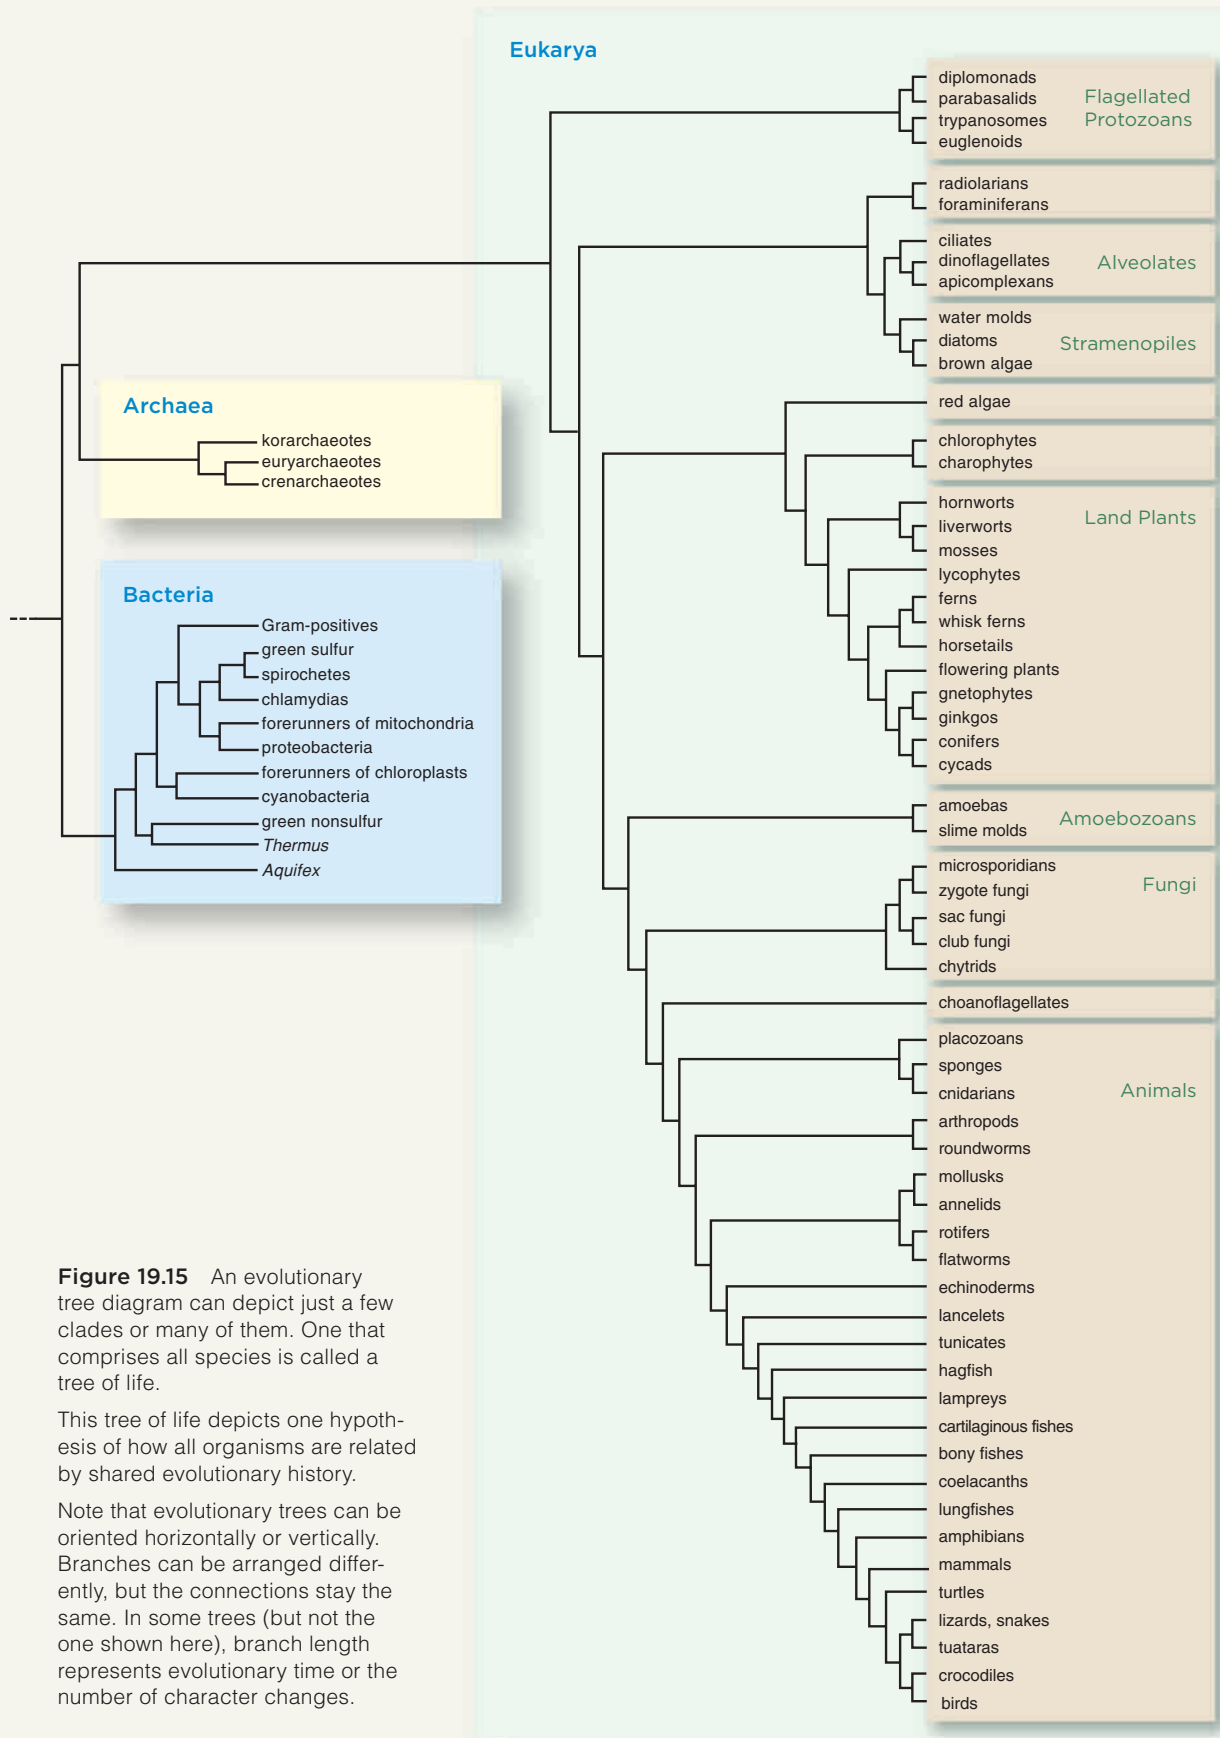 Eukarya
diplomonads
parabasalids
trypanosomes
euglenoids
Flagellated
Protozoans
radiolarians
foraminiferans
ciliates
dinoflagellates
apicomplexans
Alveolates
water molds
diatoms
brown algae
Stramenopiles
red algae
chlorophytes
charophytes
hornworts
liverworts
mosses
lycophytes
ferns
whisk ferns
horsetails
flowering plants
gnetophytes
ginkgos
conifers
cycads
Land Plants
amoebas
slime molds
Amoebozoans
microsporidians
zygote fungi
sac fungi
club fungi
chytrids
Fungi
choanoflagellates
placozoans
sponges
cnidarians
Animals
arthropods
roundworms
mollusks
annelids
rotifers
flatworms
echinoderms
lancelets
tunicates
hagfish
lampreys
cartilaginous fishes
bony fishes
coelacanths
lungfishes
amphibians
mammals
turtles
lizards, snakes
tuataras
crocodiles
birds
Archaea
korarchaeotes
euryarchaeotes
crenarchaeotes
Bacteria
Gram-positives
green sulfur
spirochetes
chlamydias
forerunners of mitochondria
proteobacteria
forerunners of chloroplasts
cyanobacteria
green nonsulfur
Thermus
Aquifex
Figure 19.15 An evolutionary
tree diagram can depict just a few
clades or many of them. One that
comprises all species is called a
tree of life.
This tree of life depicts one hypoth-
esis of how all organisms are related
by shared evolutionary history.
Note that evolutionary trees can be
oriented horizontally or vertically.
Branches can be arranged differ-
ently, but the connections stay the
same. In some trees (but not the
one shown here), branch length
represents evolutionary time or the
number of character changes.